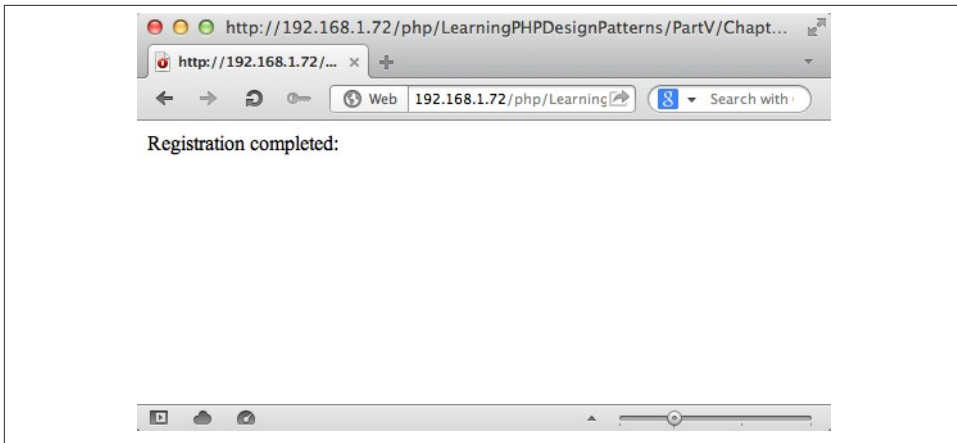 http://192.168.1.72/php/LearningPHPDesignPatterns/PartV/Chapt...
http://192.168.1.72/...
Web
192.168.1.72/php/Learning
8
Search with
Registration completed: